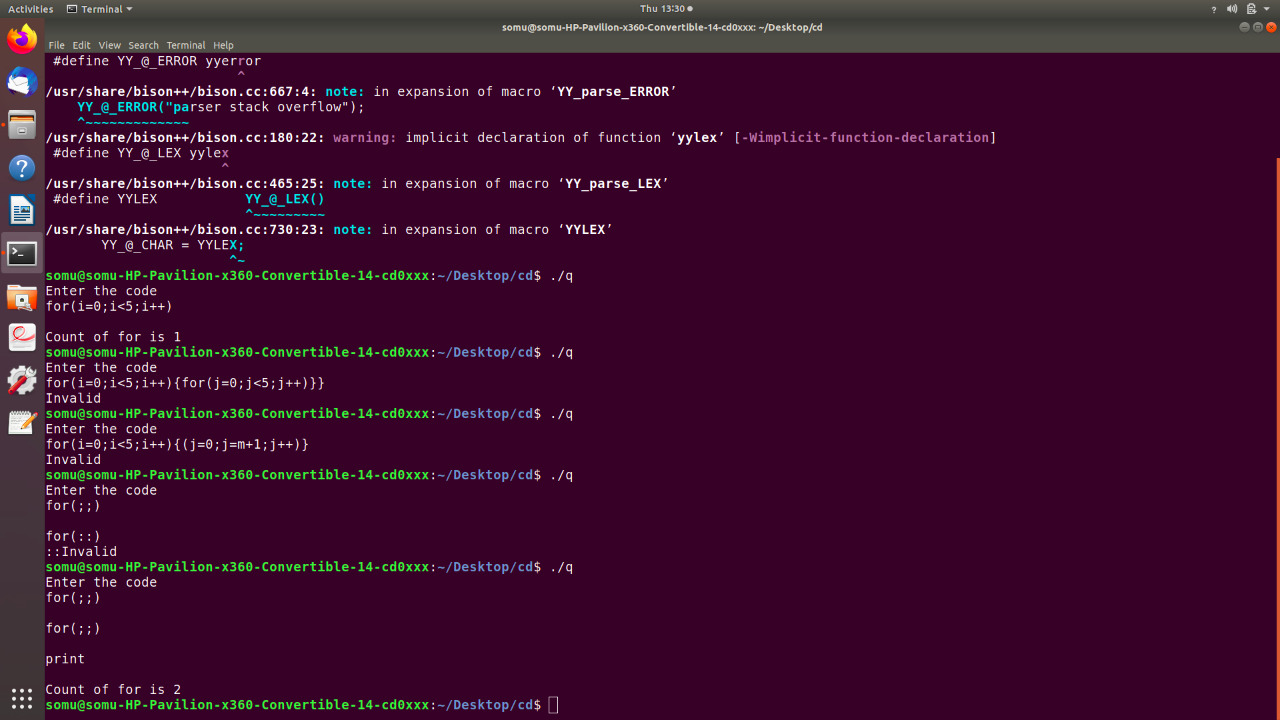 Activities Terminal Thu 13:30
somu@somu-HP-Pavilion-x360-Convertible-14-cd0xxx: ~/Desktop/cd
File Edit View Search Terminal Help
#define YY_@_ERROR yyerror
^
/usr/share/bison++/bison.cc:667:4: note: in expansion of macro ‘YY_parse_ERROR’
YY_@_ERROR("parser stack overflow");
^~~~~~~~~~~~~~
/usr/share/bison++/bison.cc:180:22: warning: implicit declaration of function ‘yylex’ [-Wimplicit-function-declaration]
#define YY_@_LEX yylex
^
/usr/share/bison++/bison.cc:465:25: note: in expansion of macro ‘YY_parse_LEX’
#define YYLEX YY_@_LEX()
^~~~~~~~~~
/usr/share/bison++/bison.cc:730:23: note: in expansion of macro ‘YYLEX’
YY_@_CHAR = YYLEX;
^~
somu@somu-HP-Pavilion-x360-Convertible-14-cd0xxx:~/Desktop/cd$ ./q
Enter the code
for(i=0;i<5;i++)
Count of for is 1
somu@somu-HP-Pavilion-x360-Convertible-14-cd0xxx:~/Desktop/cd$ ./q
Enter the code
for(i=0;i<5;i++){for(j=0;j<5;j++)}}
Invalid
somu@somu-HP-Pavilion-x360-Convertible-14-cd0xxx:~/Desktop/cd$ ./q
Enter the code
for(i=0;i<5;i++){(j=0;j=m+1;j++)}
Invalid
somu@somu-HP-Pavilion-x360-Convertible-14-cd0xxx:~/Desktop/cd$ ./q
Enter the code
for(;;)
for(::)
::Invalid
somu@somu-HP-Pavilion-x360-Convertible-14-cd0xxx:~/Desktop/cd$ ./q
Enter the code
for(;;)
for(;;)
print
Count of for is 2
somu@somu-HP-Pavilion-x360-Convertible-14-cd0xxx:~/Desktop/cd$